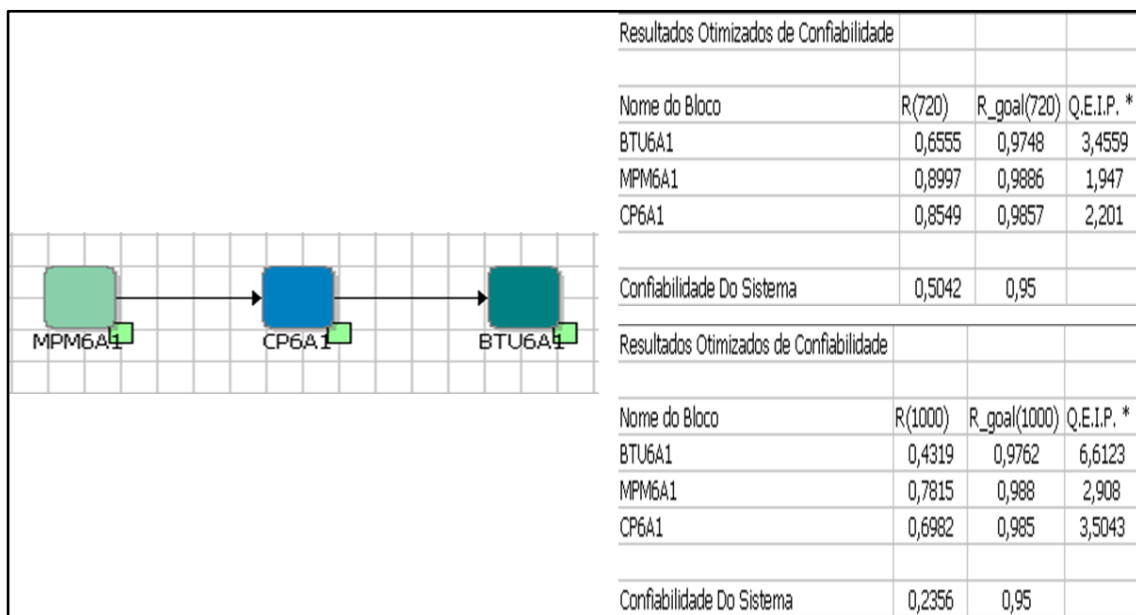 MPM6A1 CP6A1 BTU6A1
Resultados Otimizados de Confiabilidade
Nome do Bloco R(720) R_goal(720) Q.E.I.P. *
BTU6A1 0,6555 0,9748 3,4559
MPM6A1 0,8997 0,9886 1,947
CP6A1 0,8549 0,9857 2,201
Confiabilidade Do Sistema 0,5042 0,95
Resultados Otimizados de Confiabilidade
Nome do Bloco R(1000) R_goal(1000) Q.E.I.P. *
BTU6A1 0,4319 0,9762 6,6123
MPM6A1 0,7815 0,988 2,908
CP6A1 0,6982 0,985 3,5043
Confiabilidade Do Sistema 0,2356 0,95